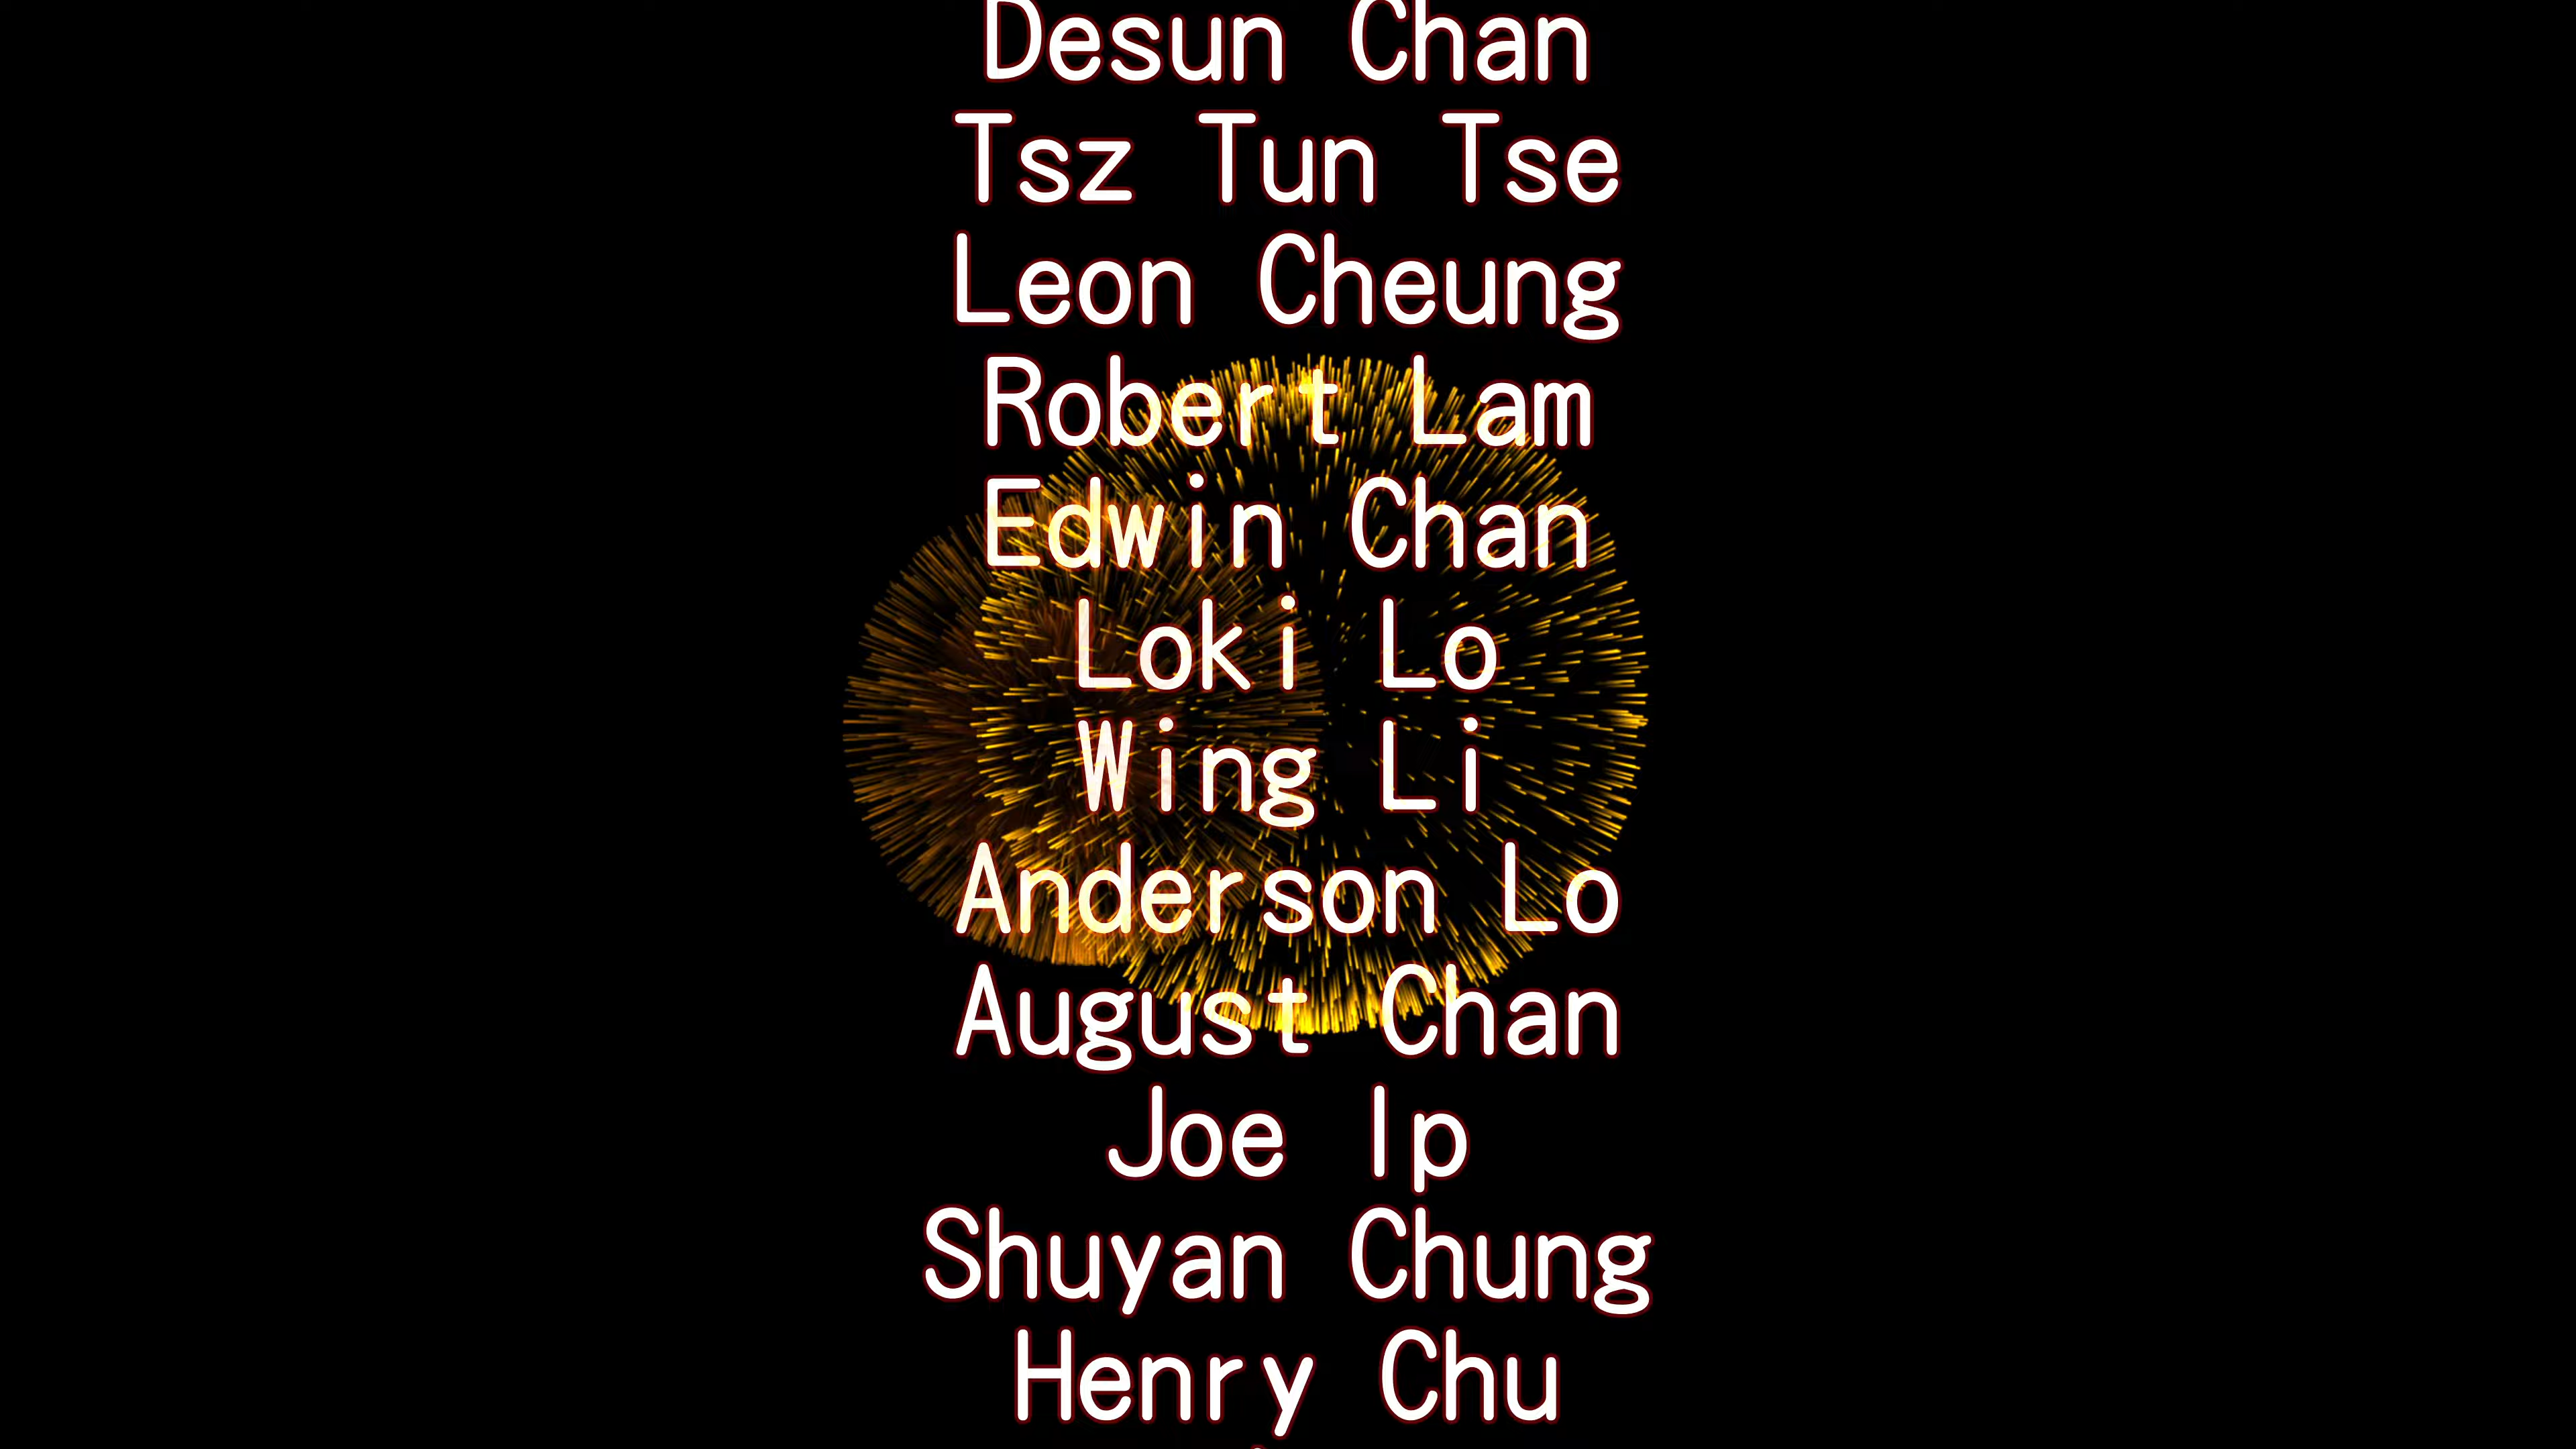 Desun Chan
Tsz Tun Tse
Leon Cheung
Robert Lam
Edwin Chan
Loki Lo
Wing Li
Anderson Lo
August Chan
Joe Ip
Shuyan Chung
Henry Chu